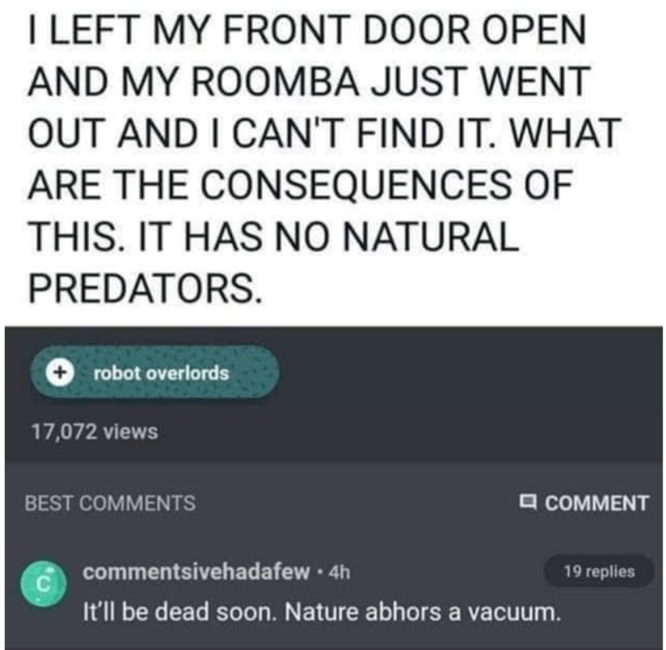 I LEFT MY FRONT DOOR OPEN
AND MY ROOMBA JUST WENT
OUT AND I CAN'T FIND IT. WHAT
ARE THE CONSEQUENCES OF
THIS. IT HAS NO NATURAL
PREDATORS.
+ robot overlords
17,072 views
BEST COMMENTS
COMMENT
C
commentsivehadafew • 4h
19 replies
It'll be dead soon. Nature abhors a vacuum.